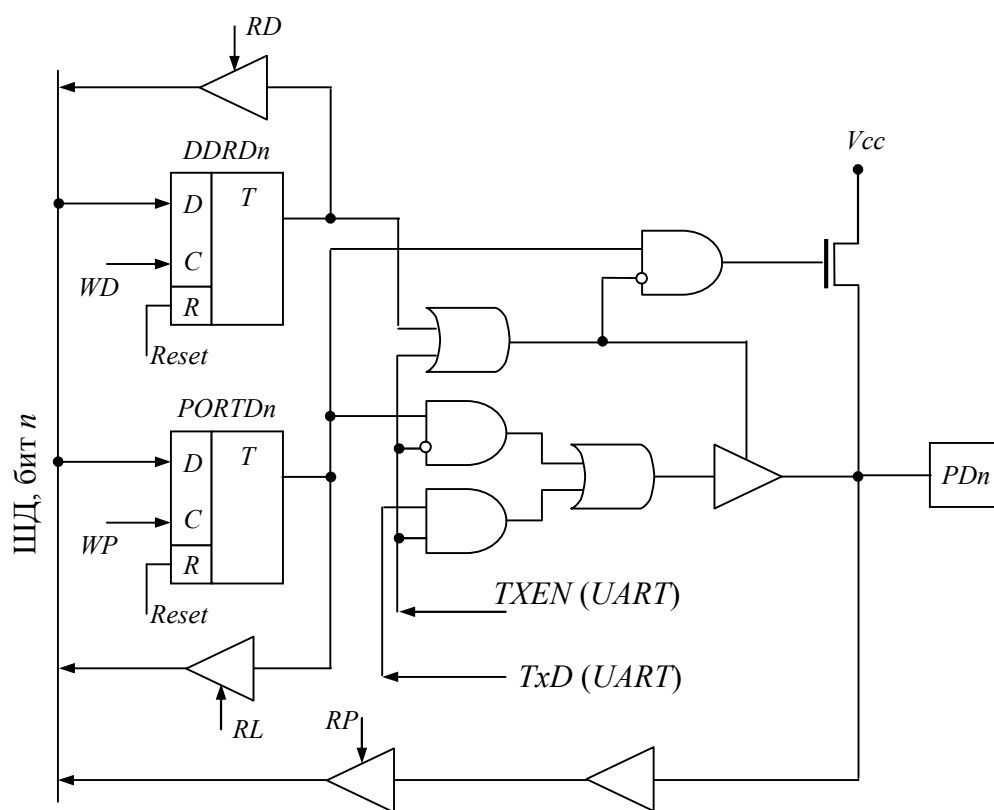 RD
DDRDn
D
T
C
R
WD
Reset
Vcc
PORTDn
D
T
C
R
WP
Reset
ШД, бит n
PDn
TXEN (UART)
TxD (UART)
RL
RP